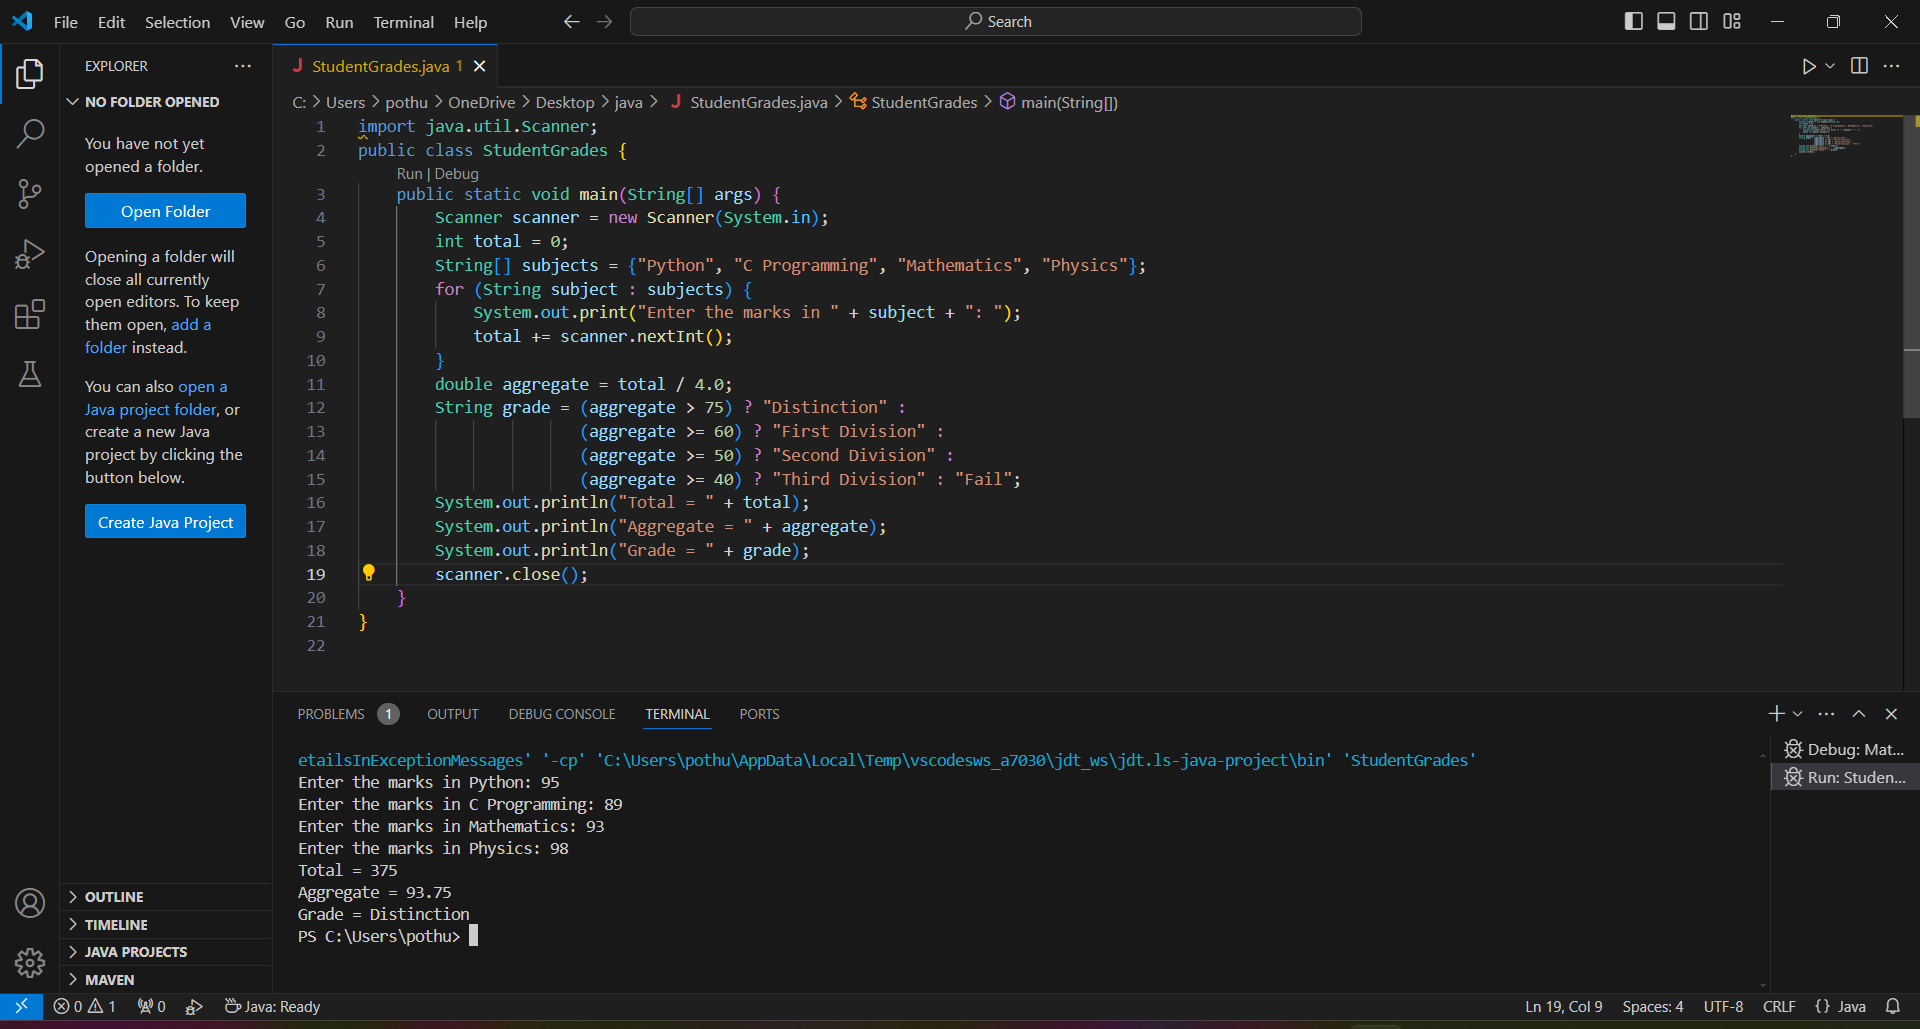 File Edit Selection View Go Run Terminal Help
Search
EXPLORER
NO FOLDER OPENED
You have not yet
opened a folder.
Open Folder
Opening a folder will
close all currently
open editors. To keep
them open, add a
folder instead.
You can also open a
Java project folder, or
create a new Java
project by clicking the
button below.
Create Java Project
OUTLINE
TIMELINE
JAVA PROJECTS
MAVEN
J StudentGrades.java 1
C: > Users > pothu > OneDrive > Desktop > java > J StudentGrades.java > StudentGrades > main(String[])
1 import java.util.Scanner;
2 public class StudentGrades {
Run | Debug
3 public static void main(String[] args) {
4 Scanner scanner = new Scanner(System.in);
5 int total = 0;
6 String[] subjects = {"Python", "C Programming", "Mathematics", "Physics"};
7 for (String subject : subjects) {
8 System.out.print("Enter the marks in " + subject + ": ");
9 total += scanner.nextInt();
10 }
11 double aggregate = total / 4.0;
12 String grade = (aggregate > 75) ? "Distinction" :
13 (aggregate >= 60) ? "First Division" :
14 (aggregate >= 50) ? "Second Division" :
15 (aggregate >= 40) ? "Third Division" : "Fail";
16 System.out.println("Total = " + total);
17 System.out.println("Aggregate = " + aggregate);
18 System.out.println("Grade = " + grade);
19 scanner.close();
20 }
21 }
22
PROBLEMS 1 OUTPUT DEBUG CONSOLE TERMINAL PORTS
etailsInExceptionMessages' '-cp' 'C:\Users\pothu\AppData\Local\Temp\vscodesws_a7030\jdt_ws\jdt.ls-java-project\bin' 'StudentGrades'
Enter the marks in Python: 95
Enter the marks in C Programming: 89
Enter the marks in Mathematics: 93
Enter the marks in Physics: 98
Total = 375
Aggregate = 93.75
Grade = Distinction
PS C:\Users\pothu>
Debug: Mat...
Run: Studen...
0 1 0 Java: Ready
Ln 19, Col 9 Spaces: 4 UTF-8 CRLF {} Java